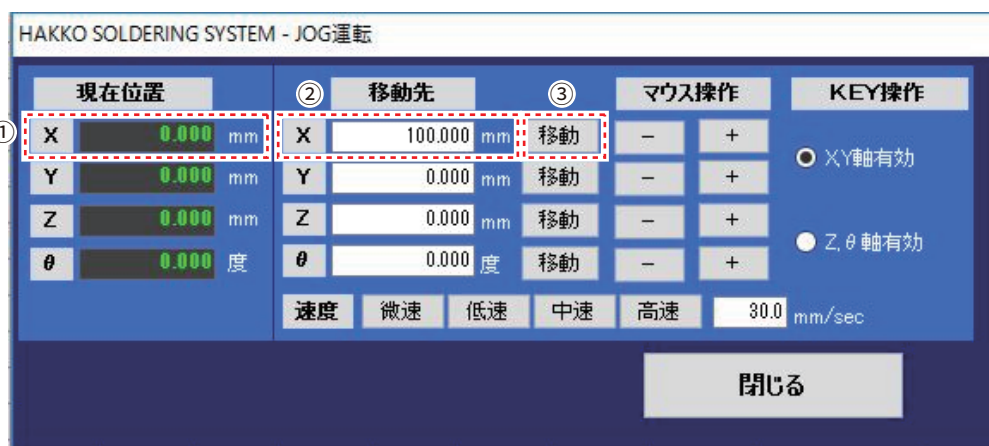 HAKKO SOLDERING SYSTEM - JOG運転
現在位置 ② 移動先 ③ マウス操作 KEY操作
① X 0.000 mm X 100.000 mm 移動 - +
Y 0.000 mm Y 0.000 mm 移動 - +
X,Y軸有効
Z 0.000 mm Z 0.000 mm 移動 - +
Z,θ軸有効
θ 0.000 度 θ 0.000 度 移動 - +
速度 微速 低速 中速 高速 30.0 mm/sec
閉じる